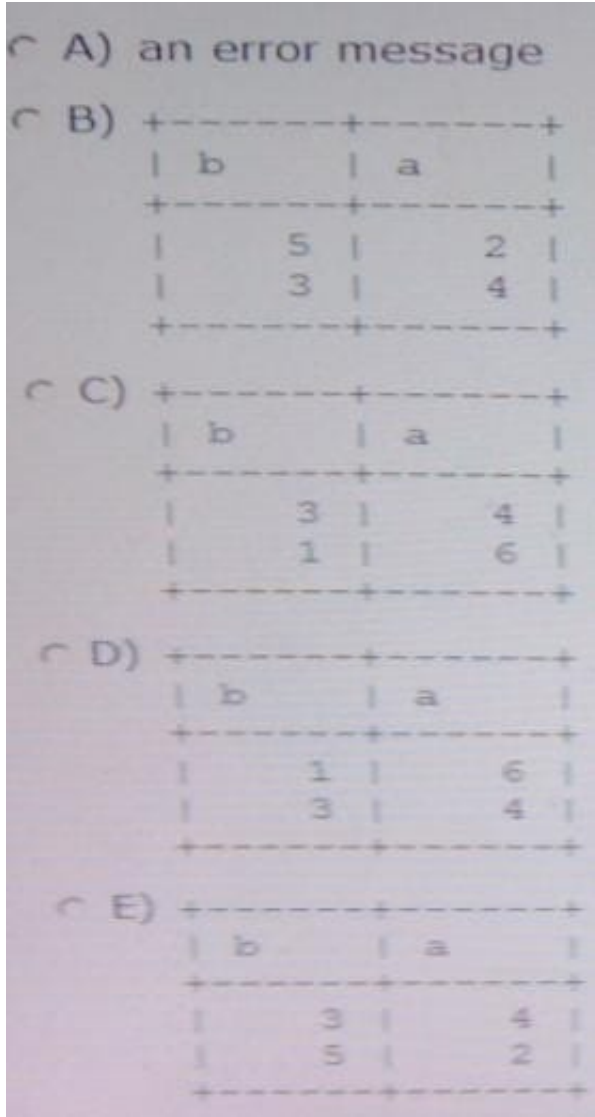 A) an error message
B) +-------+-------+
| b | a |
+-------+-------+
| 5 | 2 |
| 3 | 4 |
+-------+-------+
C) +-------+-------+
| b | a |
+-------+-------+
| 3 | 4 |
| 1 | 6 |
+-------+-------+
D) +-------+-------+
| b | a |
+-------+-------+
| 1 | 6 |
| 3 | 4 |
+-------+-------+
E) +-------+-------+
| b | a |
+-------+-------+
| 3 | 4 |
| 5 | 2 |
+-------+-------+